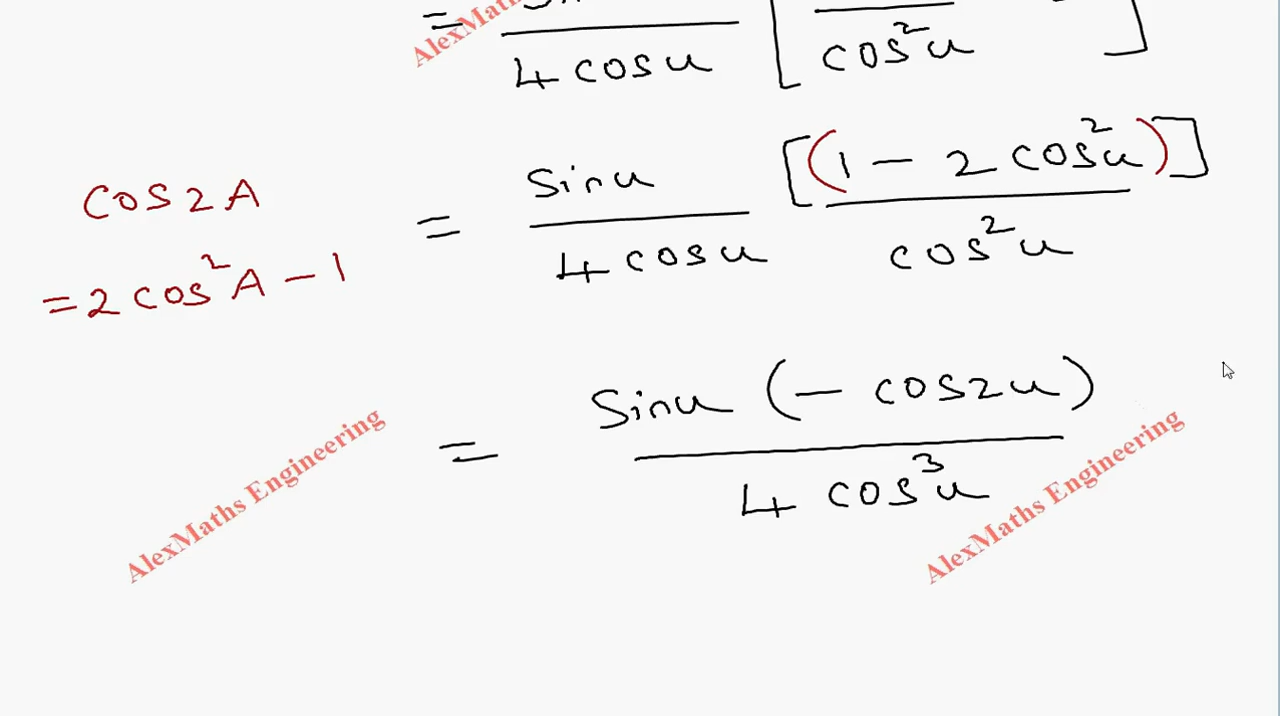 =
4 cos u [ cos²u ]
= sin u / 4 cos u [(1 - 2 cos²u)] / cos²u
cos 2A
= 2 cos²A - 1
= sin u (- cos 2u) / 4 cos³u
AlexMaths
AlexMaths Engineering
AlexMaths Engineering